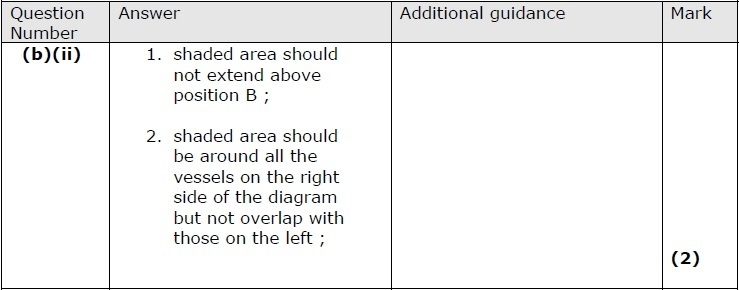 Question Number Answer Additional guidance Mark
(b)(ii) 1. shaded area should
not extend above
position B ;
2. shaded area should
be around all the
vessels on the right
side of the diagram
but not overlap with
those on the left ;
(2)